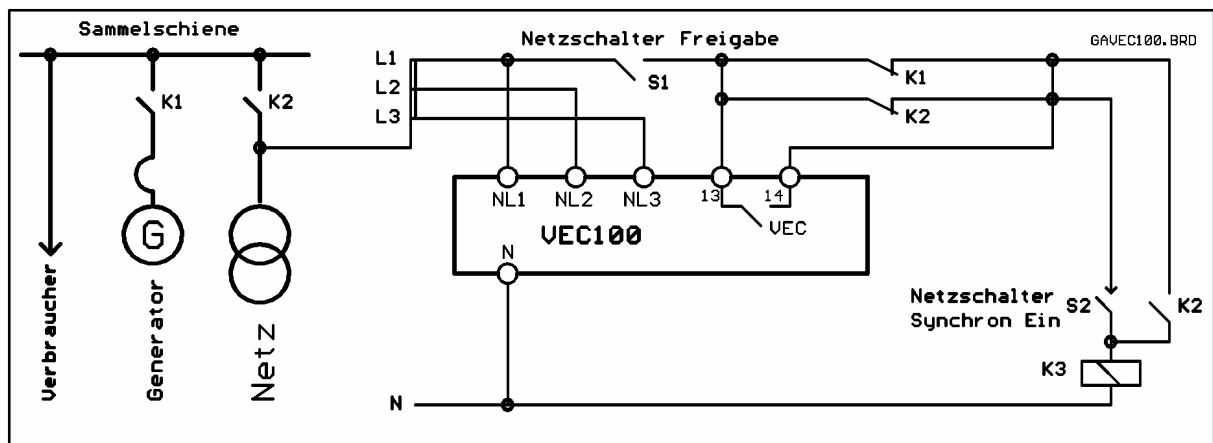 Sammelschiene
Netzschalter Freigabe
GAVEC100.BRD
L1
L2
L3
S1
K1
K2
K1
K2
NL1
NL2
NL3
13
14
VEC
VEC100
N
G
Verbraucher
Generator
Netz
Netzschalter
Synchron Ein
S2
K2
K3
N